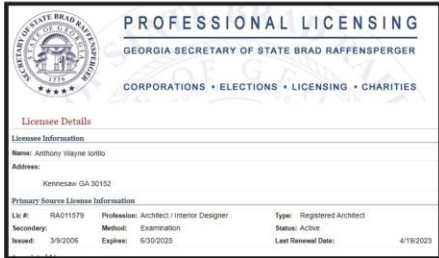 PROFESSIONAL LICENSING
GEORGIA SECRETARY OF STATE BRAD RAFFENSPERGER
CORPORATIONS • ELECTIONS • LICENSING • CHARITIES
Licensee Details
Licensee Information
Name: Anthony Wayne Iorillo
Address:
Kennesaw GA 30152
Primary Source License Information
Lic #: RA011579 Profession: Architect / Interior Designer Type: Registered Architect
Secondary: Method: Examination Status: Active
Issued: 3/9/2006 Expires: 6/30/2025 Last Renewal Date: 4/19/2023